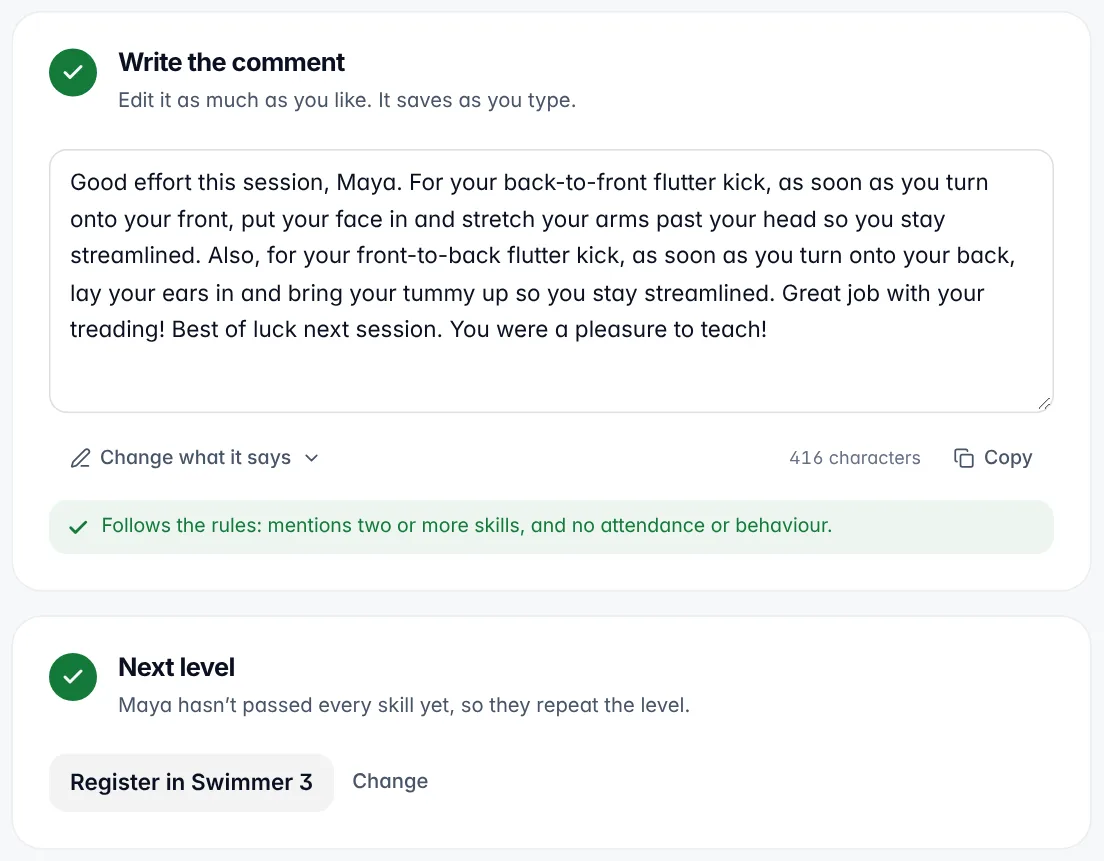 Write the comment
Edit it as much as you like. It saves as you type.
Good effort this session, Maya. For your back-to-front flutter kick, as soon as you turn
onto your front, put your face in and stretch your arms past your head so you stay
streamlined. Also, for your front-to-back flutter kick, as soon as you turn onto your back,
lay your ears in and bring your tummy up so you stay streamlined. Great job with your
treading! Best of luck next session. You were a pleasure to teach!
Change what it says
416 characters
Copy
Follows the rules: mentions two or more skills, and no attendance or behaviour.
Next level
Maya hasn’t passed every skill yet, so they repeat the level.
Register in Swimmer 3
Change